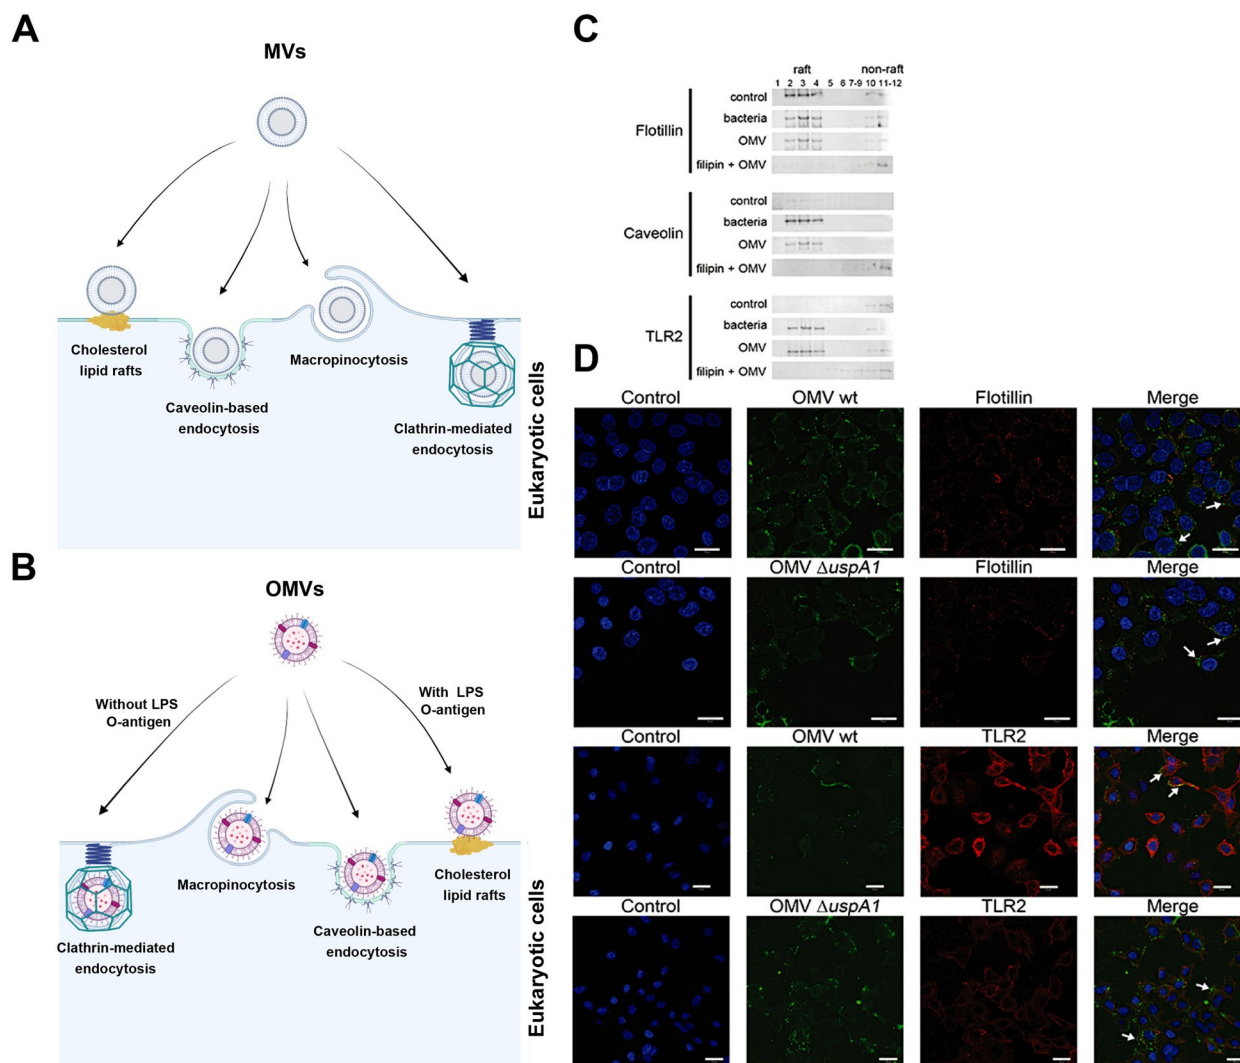 A
MVs
Cholesterol
lipid rafts
Caveolin-based
endocytosis
Macropinocytosis
Clathrin-mediated
endocytosis
Eukaryotic cells
B
OMVs
Without LPS
O-antigen
With LPS
O-antigen
Clathrin-mediated
endocytosis
Macropinocytosis
Caveolin-based
endocytosis
Cholesterol
lipid rafts
Eukaryotic cells
C
raft non-raft
1 2 3 4 5 6 7-9 10 11-12
Flotillin
control
bacteria
OMV
filipin + OMV
Caveolin
control
bacteria
OMV
filipin + OMV
TLR2
control
bacteria
OMV
filipin + OMV
D
Control OMV wt Flotillin Merge
Control OMV ΔuspA1 Flotillin Merge
Control OMV wt TLR2 Merge
Control OMV ΔuspA1 TLR2 Merge